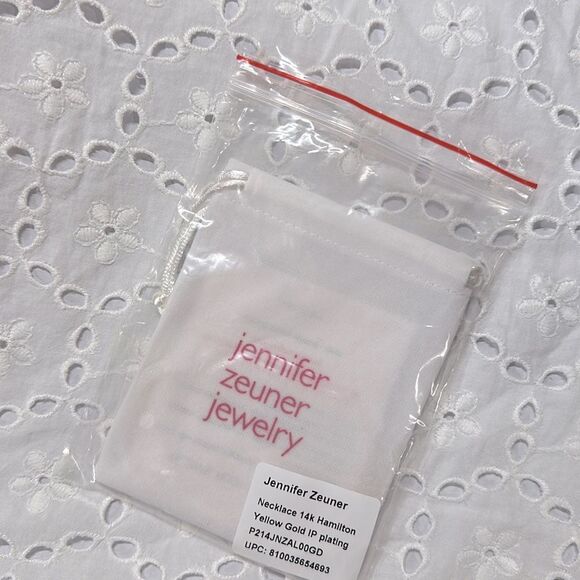 jennifer
zeuner
jewelry
Jennifer Zeuner
Necklace 14k Hamilton
Yellow Gold IP plating
P214JNZAL00GD
UPC: 810035654693